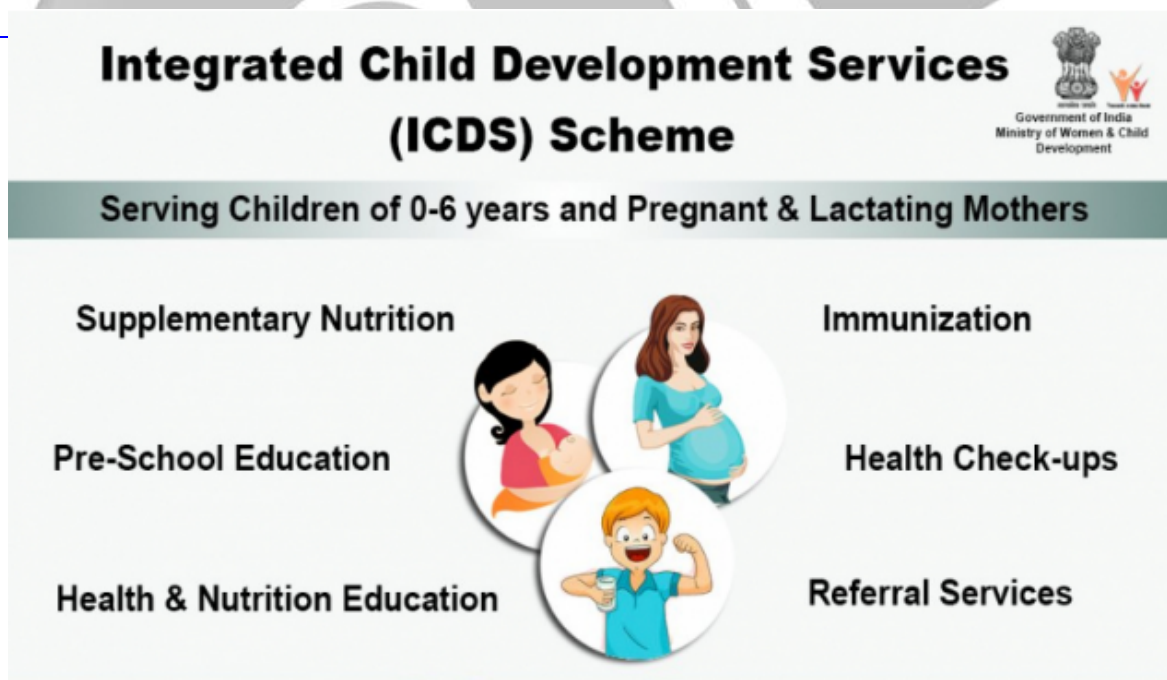 Integrated Child Development Services
(ICDS) Scheme
Government of India
Ministry of Women & Child
Development
Serving Children of 0-6 years and Pregnant & Lactating Mothers
Supplementary Nutrition
Immunization
Pre-School Education
Health Check-ups
Health & Nutrition Education
Referral Services